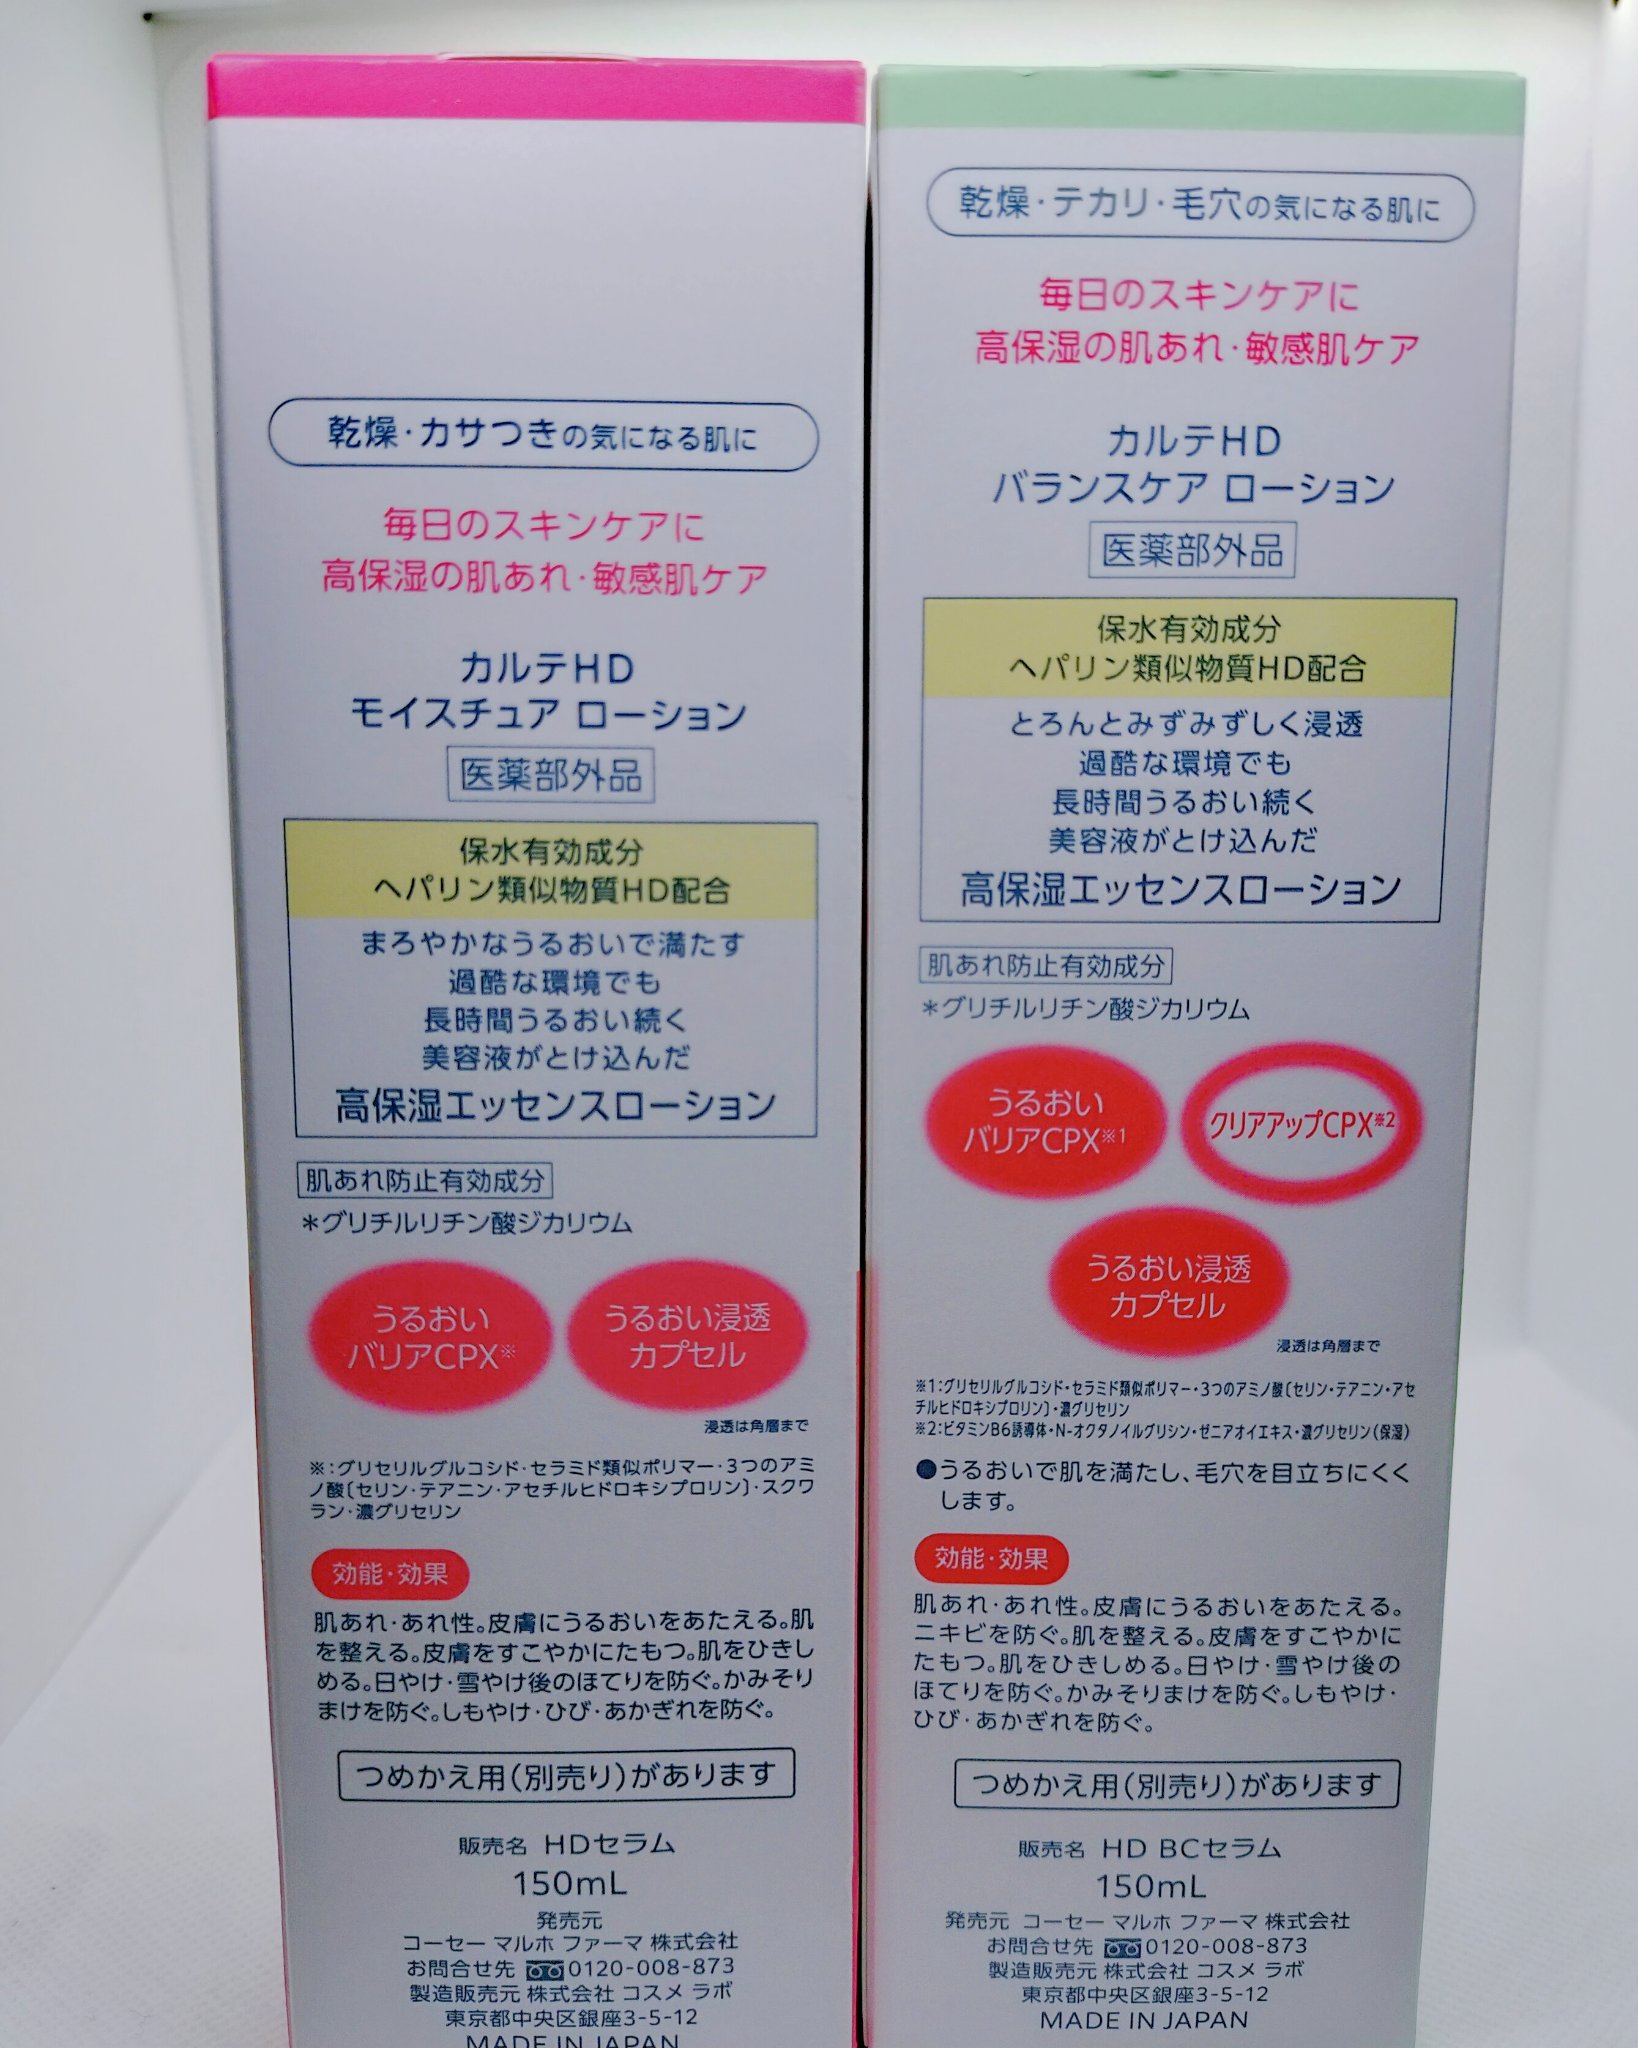 乾燥・カサつきの気になる肌に
毎日のスキンケアに
高保湿の肌あれ・敏感肌ケア
カルテHD
モイスチュア ローション
医薬部外品
保水有効成分
ヘパリン類似物質HD配合
まろやかなうるおいで満たす
過酷な環境でも
長時間うるおい続く
美容液がとけ込んだ
高保湿エッセンスローション
肌あれ防止有効成分
＊グリチルリチン酸ジカリウム
うるおい
バリアCPX※
うるおい浸透
カプセル
浸透は角層まで
※：グリセリルグルコシド・セラミド類似ポリマー・3つのアミ
ノ酸〔セリン・テアニン・アセチルヒドロキシプロリン〕・スクワ
ラン・濃グリセリン
効能・効果
肌あれ・あれ性。皮膚にうるおいをあたえる。肌
を整える。皮膚をすこやかにたもつ。肌をひきし
める。日やけ・雪やけ後のほてりを防ぐ。かみそり
まけを防ぐ。しもやけ・ひび・あかぎれを防ぐ。
つめかえ用（別売り）があります
販売名 HDセラム
150mL
発売元
コーセー マルホ ファーマ 株式会社
お問合せ先 0120-008-873
製造販売元 株式会社 コスメ ラボ
東京都中央区銀座3-5-12
MADE IN JAPAN
乾燥・テカリ・毛穴の気になる肌に
毎日のスキンケアに
高保湿の肌あれ・敏感肌ケア
カルテHD
バランスケア ローション
医薬部外品
保水有効成分
ヘパリン類似物質HD配合
とろんとみずみずしく浸透
過酷な環境でも
長時間うるおい続く
美容液がとけ込んだ
高保湿エッセンスローション
肌あれ防止有効成分
＊グリチルリチン酸ジカリウム
うるおい
バリアCPX※1
クリアアップCPX※2
うるおい浸透
カプセル
浸透は角層まで
※1：グリセリルグルコシド・セラミド類似ポリマー・3つのアミノ酸〔セリン・テアニン・アセ
チルヒドロキシプロリン〕・濃グリセリン
※2：ビタミンB6誘導体・N-オクタノイルグリシン・ゼニアオイエキス・濃グリセリン（保湿）
●うるおいで肌を満たし、毛穴を目立ちにくく
します。
効能・効果
肌あれ・あれ性。皮膚にうるおいをあたえる。
ニキビを防ぐ。肌を整える。皮膚をすこやかに
たもつ。肌をひきしめる。日やけ・雪やけ後の
ほてりを防ぐ。かみそりまけを防ぐ。しもやけ・
ひび・あかぎれを防ぐ。
つめかえ用（別売り）があります
販売名 HD BCセラム
150mL
発売元 コーセー マルホ ファーマ 株式会社
お問合せ先 0120-008-873
製造販売元 株式会社 コスメ ラボ
東京都中央区銀座3-5-12
MADE IN JAPAN